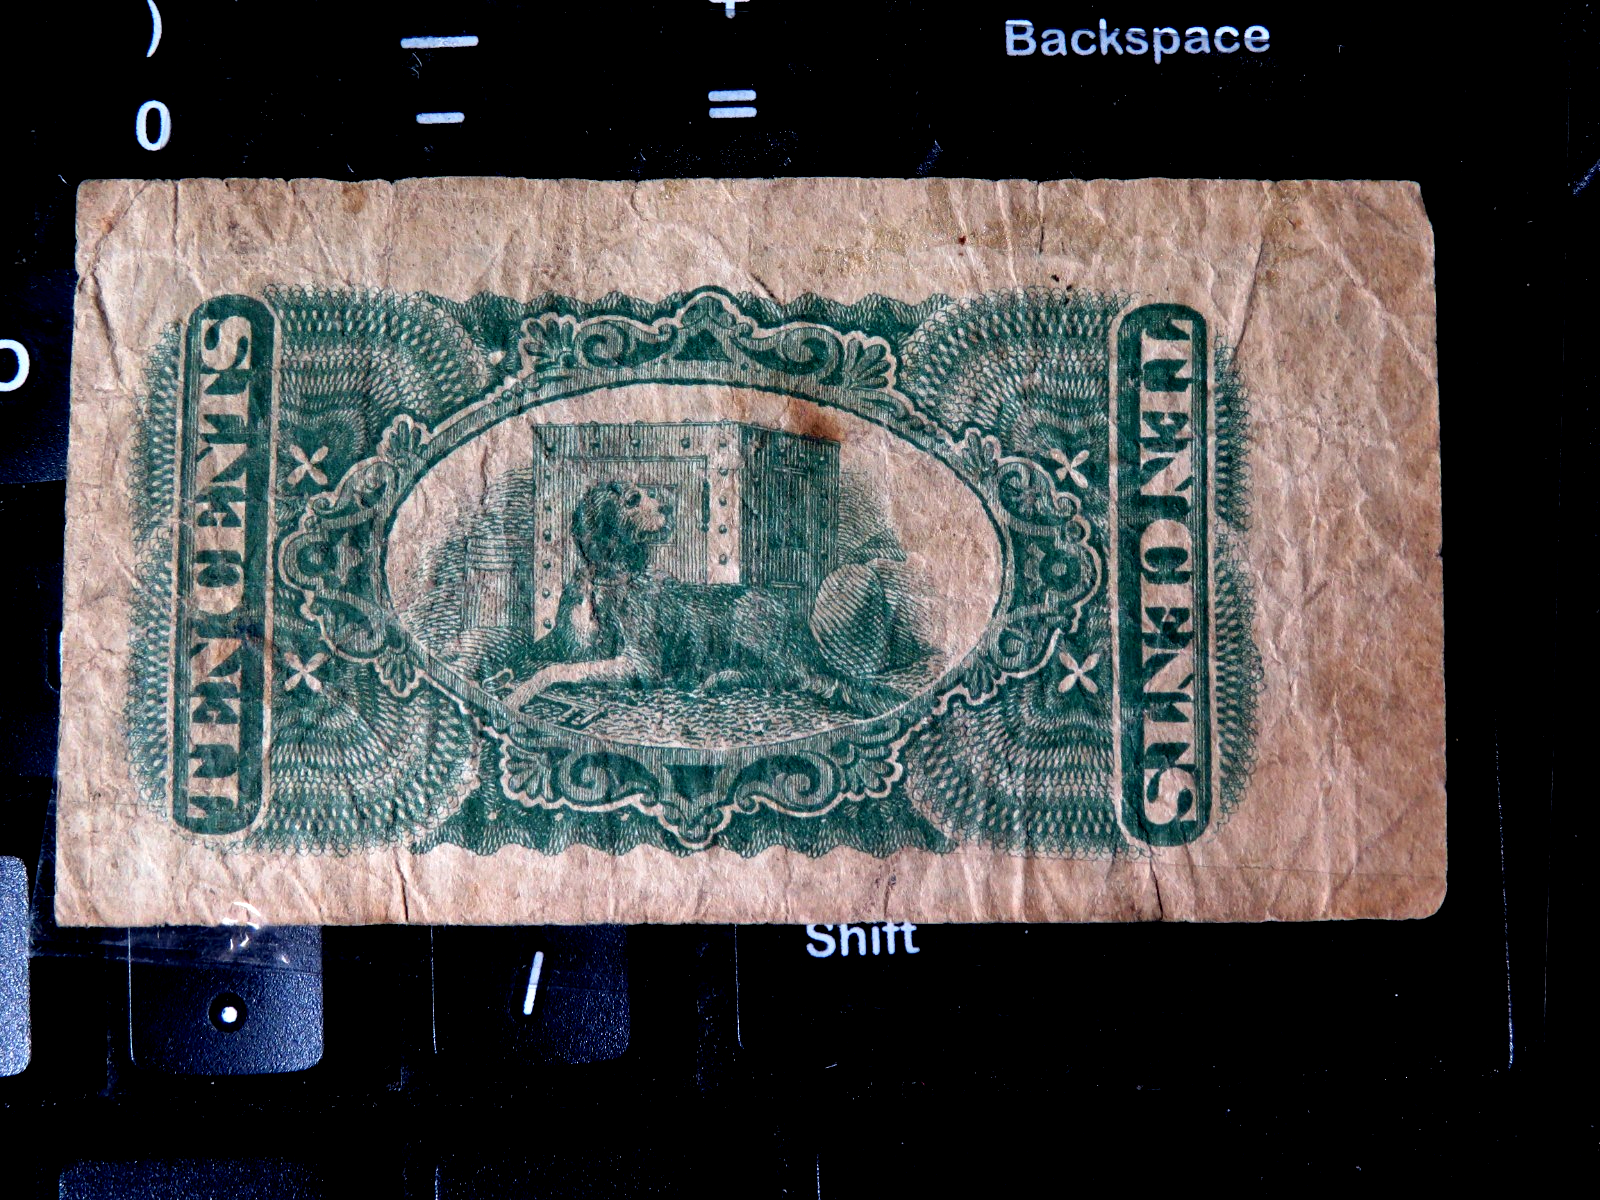 )
—
+
Backspace
0
-
=
O
TEN CENTS
X
X
X
X
TEN CENTS
Shift
.
/